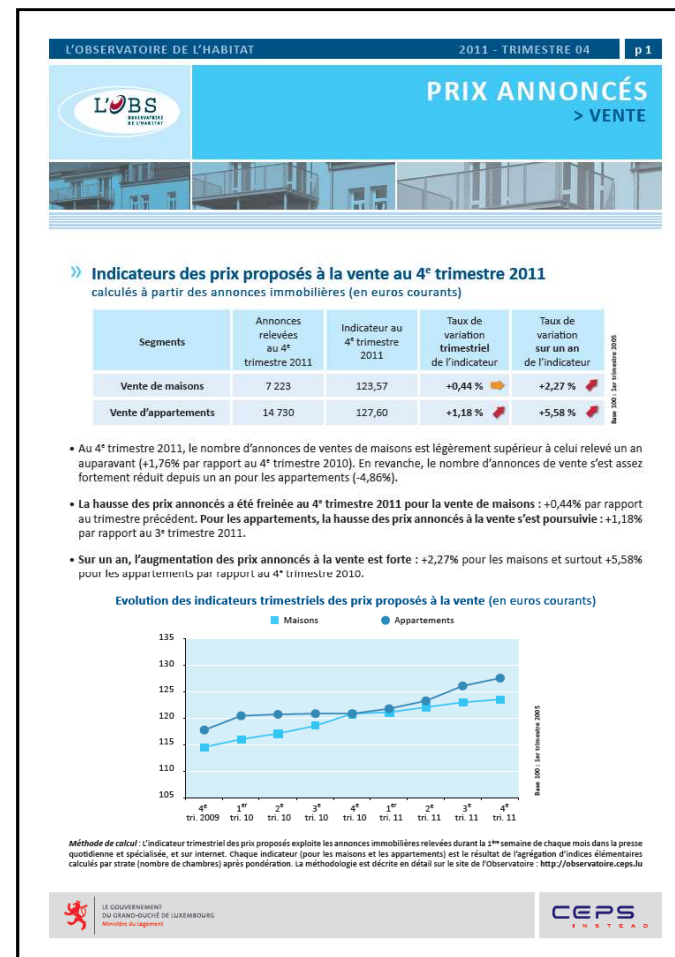 L'OBSERVATOIRE DE L'HABITAT 2011 - TRIMESTRE 04 p 1
L'OBS
OBSERVATOIRE
DE L'HABITAT
PRIX ANNONCÉS
> VENTE
» Indicateurs des prix proposés à la vente au 4e trimestre 2011
calculés à partir des annonces immobilières (en euros courants)
Segments
Annonces
relevées
au 4e
trimestre 2011
Indicateur au
4e trimestre
2011
Taux de
variation
trimestriel
de l'indicateur
Taux de
variation
sur un an
de l'indicateur
Vente de maisons 7 223 123,57 +0,44 % +2,27 %
Vente d'appartements 14 730 127,60 +1,18 % +5,58 %
Base 100 : 1er trimestre 2005
• Au 4e trimestre 2011, le nombre d'annonces de ventes de maisons est légèrement supérieur à celui relevé un an
auparavant (+1,76% par rapport au 4e trimestre 2010). En revanche, le nombre d'annonces de vente s'est assez
fortement réduit depuis un an pour les appartements (-4,86%).
• La hausse des prix annoncés a été freinée au 4e trimestre 2011 pour la vente de maisons : +0,44% par rapport
au trimestre précédent. Pour les appartements, la hausse des prix annoncés à la vente s'est poursuivie : +1,18%
par rapport au 3e trimestre 2011.
• Sur un an, l'augmentation des prix annoncés à la vente est forte : +2,27% pour les maisons et surtout +5,58%
pour les appartements par rapport au 4e trimestre 2010.
Evolution des indicateurs trimestriels des prix proposés à la vente (en euros courants)
Maisons Appartements
135
130
125
120
115
110
105
4e 1er 2e 3e 4e 1er 2e 3e 4e
tri. 2009 tri. 10 tri. 10 tri. 10 tri. 10 tri. 11 tri. 11 tri. 11 tri. 11
Base 100 : 1er trimestre 2005
Méthode de calcul : L'indicateur trimestriel des prix proposés exploite les annonces immobilières relevées durant la 1ère semaine de chaque mois dans la presse
quotidienne et spécialisée, et sur internet. Chaque indicateur (pour les maisons et les appartements) est le résultat de l'agrégation d'indices élémentaires
calculés par strate (nombre de chambres) après pondération. La méthodologie est décrite en détail sur le site de l'Observatoire : http://observatoire.ceps.lu
LE GOUVERNEMENT
DU GRAND-DUCHÉ DE LUXEMBOURG
Ministère du Logement
CEPS
INSTEAD